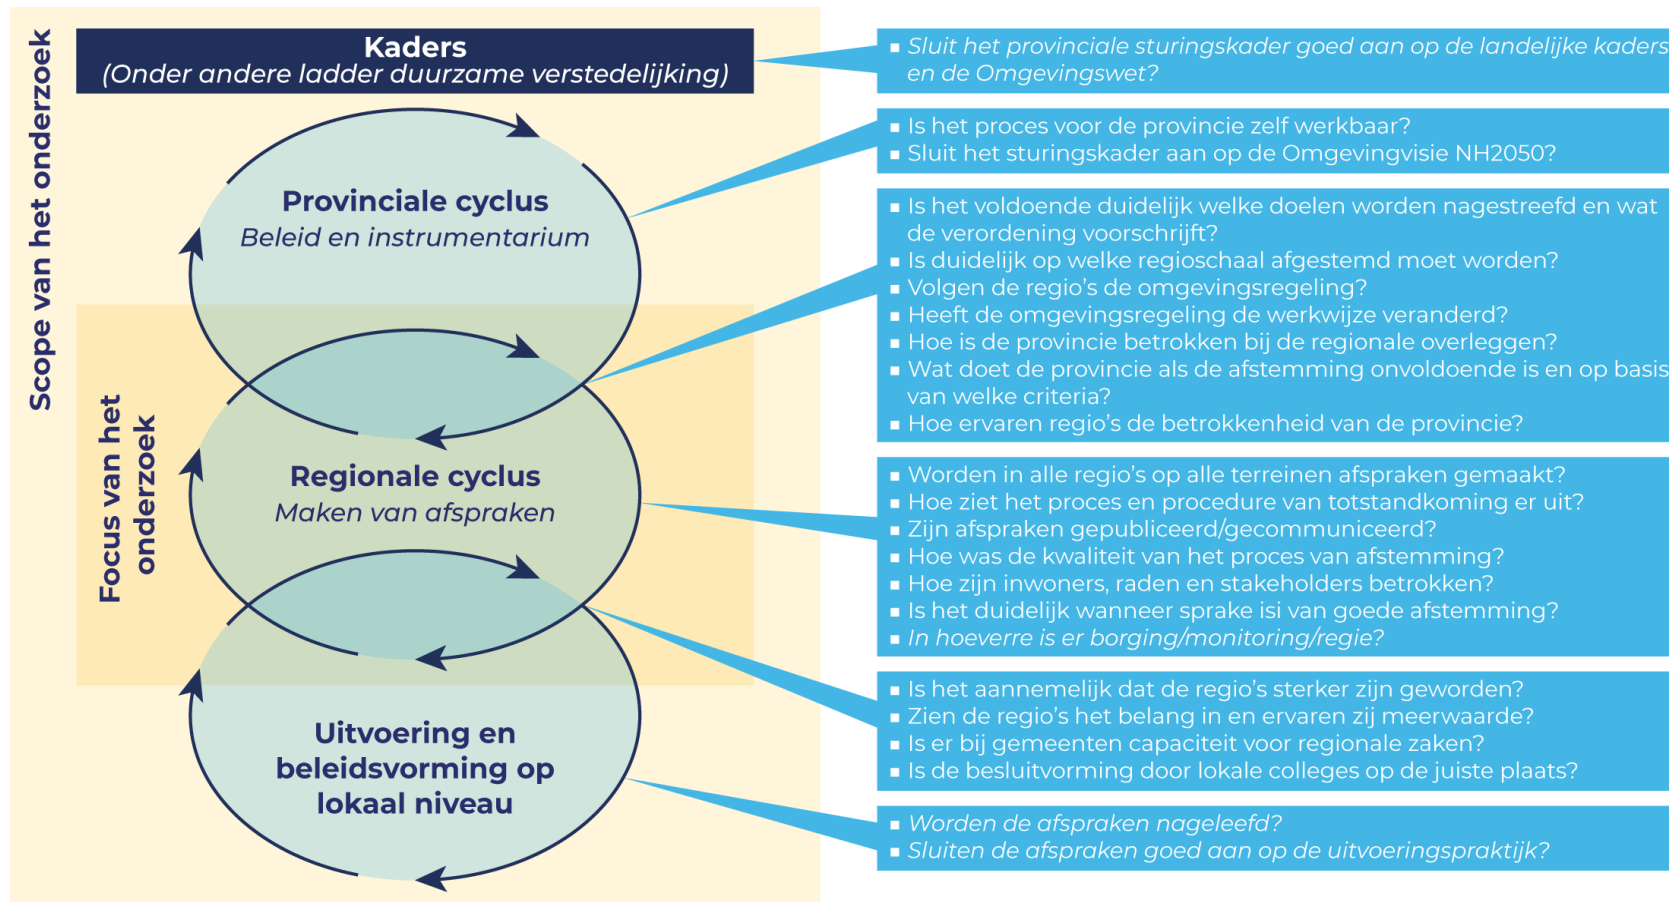 Scope van het onderzoek
Kaders
(Onder andere ladder duurzame verstedelijking)
Provinciale cyclus
Beleid en instrumentarium
Focus van het
onderzoek
Regionale cyclus
Maken van afspraken
Uitvoering en
beleidsvorming op
lokaal niveau
▪ Sluit het provinciale sturingskader goed aan op de landelijke kaders
en de Omgevingswet?
▪ Is het proces voor de provincie zelf werkbaar?
▪ Sluit het sturingskader aan op de Omgevingvisie NH2050?
▪ Is het voldoende duidelijk welke doelen worden nagestreefd en wat
de verordening voorschrijft?
▪ Is duidelijk op welke regioschaal afgestemd moet worden?
▪ Volgen de regio’s de omgevingsregeling?
▪ Heeft de omgevingsregeling de werkwijze veranderd?
▪ Hoe is de provincie betrokken bij de regionale overleggen?
▪ Wat doet de provincie als de afstemming onvoldoende is en op basis
van welke criteria?
▪ Hoe ervaren regio’s de betrokkenheid van de provincie?
▪ Worden in alle regio’s op alle terreinen afspraken gemaakt?
▪ Hoe ziet het proces en procedure van totstandkoming er uit?
▪ Zijn afspraken gepubliceerd/gecommuniceerd?
▪ Hoe was de kwaliteit van het proces van afstemming?
▪ Hoe zijn inwoners, raden en stakeholders betrokken?
▪ Is het duidelijk wanneer sprake isi van goede afstemming?
▪ In hoeverre is er borging/monitoring/regie?
▪ Is het aannemelijk dat de regio’s sterker zijn geworden?
▪ Zien de regio’s het belang in en ervaren zij meerwaarde?
▪ Is er bij gemeenten capaciteit voor regionale zaken?
▪ Is de besluitvorming door lokale colleges op de juiste plaats?
▪ Worden de afspraken nageleefd?
▪ Sluiten de afspraken goed aan op de uitvoeringspraktijk?